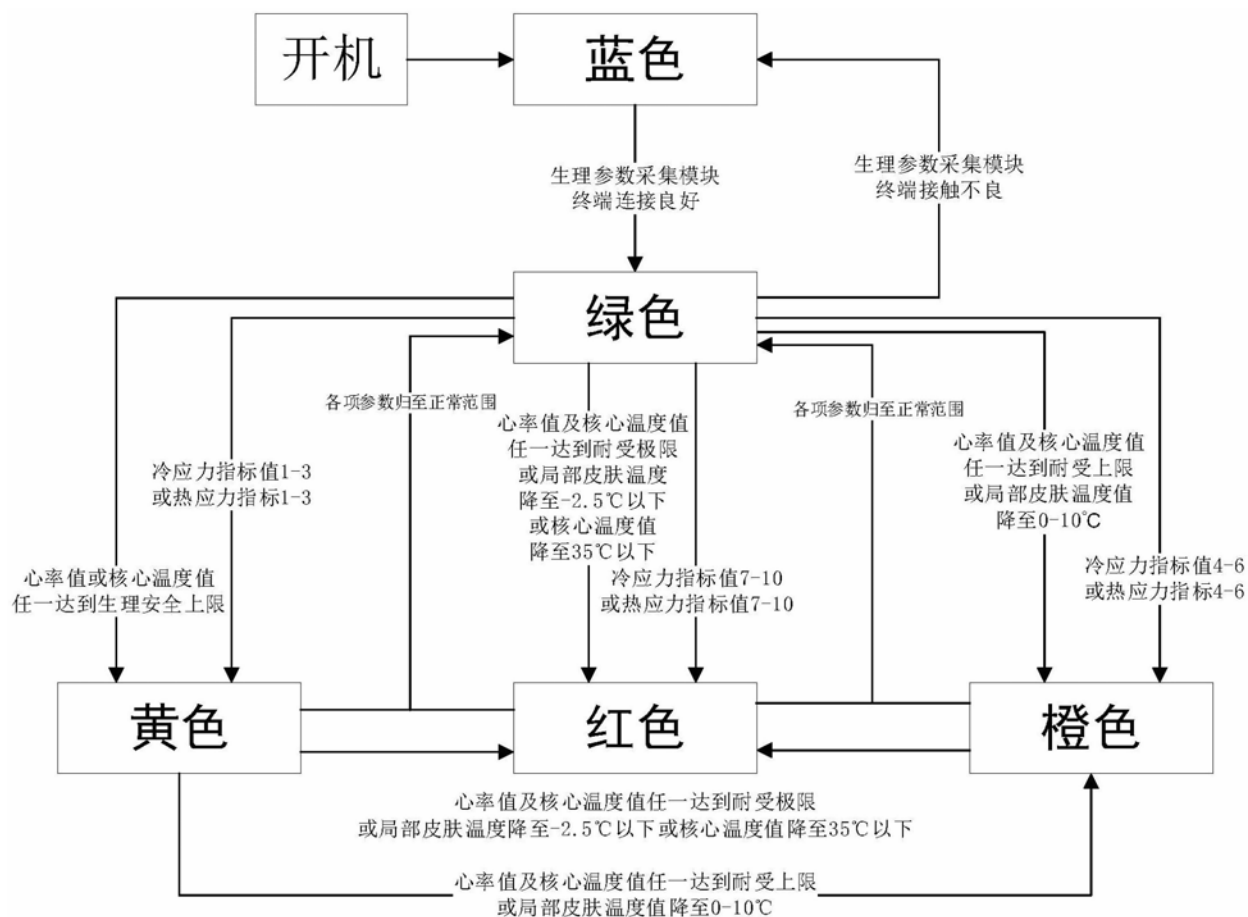 开机
蓝色
生理参数采集模块
终端连接良好
生理参数采集模块
终端接触不良
绿色
各项参数归至正常范围
心率值及核心温度值
任一达到耐受极限
或局部皮肤温度
降至-2.5℃以下
或核心温度值
降至35℃以下
各项参数归至正常范围
心率值及核心温度值
任一达到耐受上限
或局部皮肤温度值
降至0-10℃
冷应力指标值1-3
或热应力指标1-3
心率值或核心温度值
任一达到生理安全上限
冷应力指标值7-10
或热应力指标值7-10
冷应力指标值4-6
或热应力指标4-6
黄色
红色
橙色
心率值及核心温度值任一达到耐受极限
或局部皮肤温度降至-2.5℃以下或核心温度值降至35℃以下
心率值及核心温度值任一达到耐受上限
或局部皮肤温度值降至0-10℃